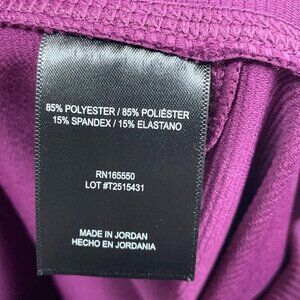 85% POLYESTER / 85% POLIÉSTER
15% SPANDEX / 15% ELASTANO
RN165550
LOT #T2515431
MADE IN JORDAN
HECHO EN JORDANIA